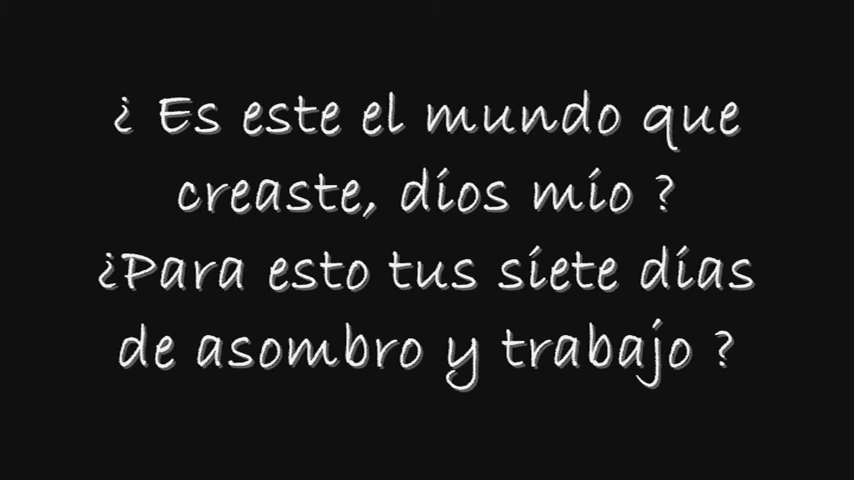 ¿ Es este el mundo que
creaste, dios mío ?
¿Para esto tus siete días
de asombro y trabajo ?